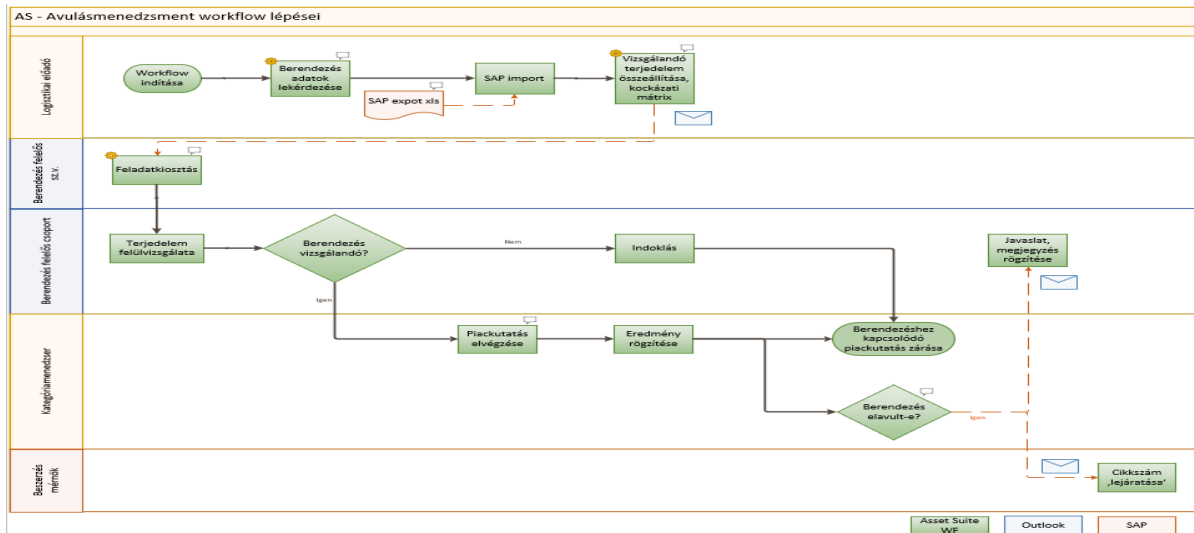 AS - Avulásmenedzsment workflow lépései
Logisztikai előadó
Workflow
indítása
Berendezés
adatok
lekérdezése
SAP import
SAP expot xls
Vizsgálandó
terjedelem
összeállítása,
kockázati
mátrix
Berendezés felelős
sz.v.
Feladatkiosztás
Berendezés felelős csoport
Terjedelem
felülvizsgálata
Berendezés
vizsgálandó?
Nem
Igen
Indoklás
Javaslat,
megjegyzés
rögzítése
Kategóriamenedzser
Piackutatás
elvégzése
Eredmény
rögzítése
Berendezéshez
kapcsolódó
piackutatás zárása
Berendezés
elavult-e?
Igen
Beszerzés
mérnök
Cikkszám
„lejáratása’
Asset Suite
WF
Outlook
SAP